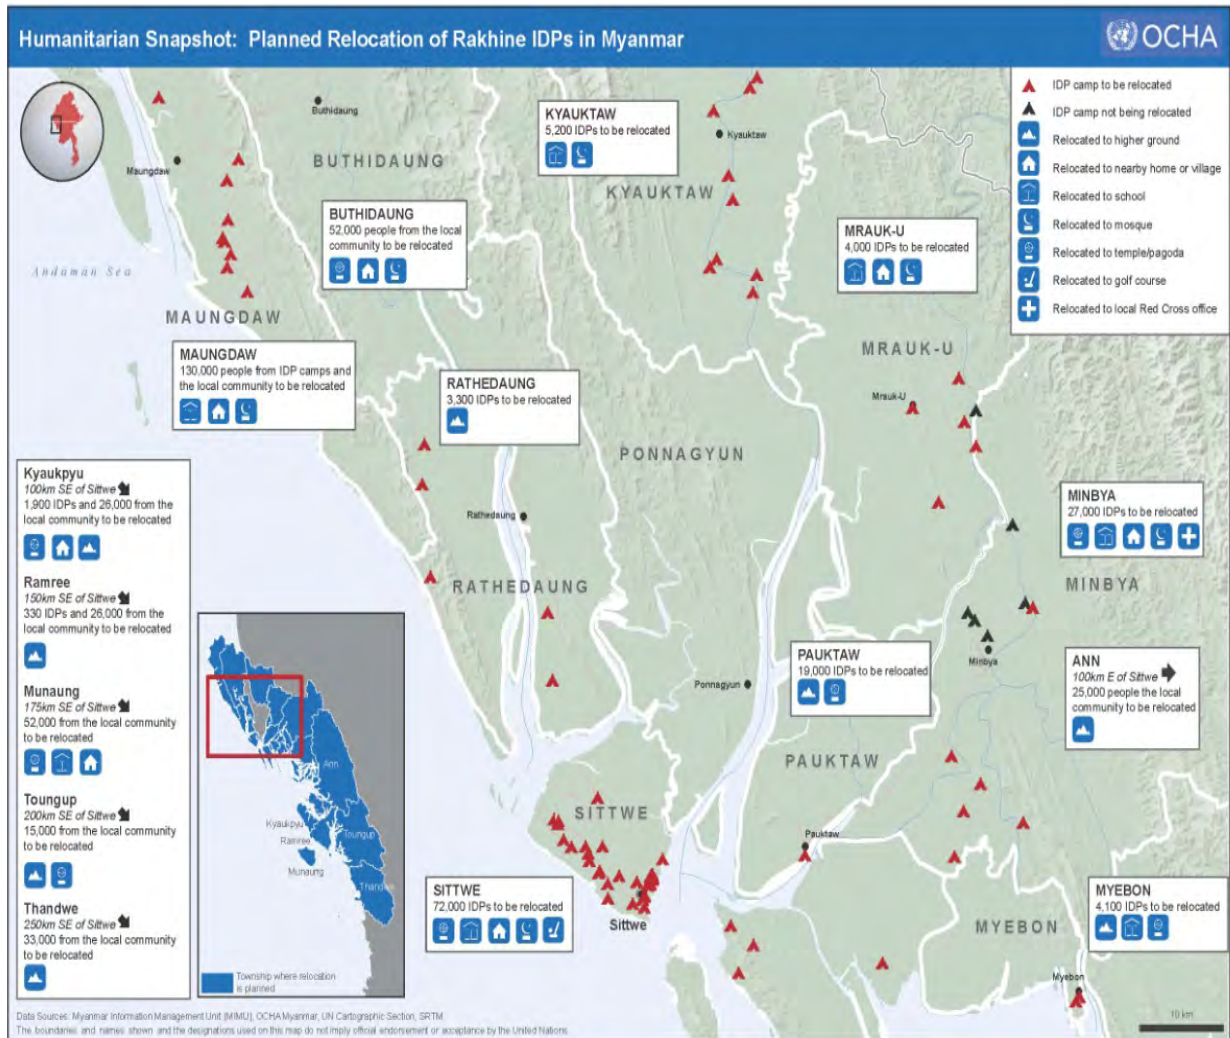 Humanitarian Snapshot: Planned Relocation of Rakhine IDPs in Myanmar
OCHA
IDP camp to be relocated
IDP camp not being relocated
Relocated to higher ground
Relocated to nearby home or village
Relocated to school
Relocated to mosque
Relocated to temple/pagoda
Relocated to golf course
Relocated to local Red Cross office
Buthidaung
Maungdaw
BUTHIDAUNG
KYAUKTAW
5,200 IDPs to be relocated
Kyauktaw
KYAUKTAW
BUTHIDAUNG
52,000 people from the local
community to be relocated
MRAUK-U
4,000 IDPs to be relocated
Andaman Sea
MAUNGDAW
MAUNGDAW
130,000 people from IDP camps and
the local community to be relocated
RATHEDAUNG
3,300 IDPs to be relocated
MRAUK-U
Mrauk-U
PONNAGYUN
Kyaukpyu
100km SE of Sittwe
1,900 IDPs and 26,000 from the
local community to be relocated
Ramree
150km SE of Sittwe
330 IDPs and 26,000 from the
local community to be relocated
Munaung
175km SE of Sittwe
52,000 from the local community
to be relocated
Toungup
200km SE of Sittwe
15,000 from the local community
to be relocated
Thandwe
250km SE of Sittwe
33,000 from the local community
to be relocated
Rathedaung
RATHEDAUNG
MINBYA
27,000 IDPs to be relocated
MINBYA
Minbya
PAUKTAW
19,000 IDPs to be relocated
ANN
100km E of Sittwe
25,000 people the local
community to be relocated
Ponnagyun
PAUKTAW
Ann
Kyaukpyu
Ramree
Munaung
Toungup
Thandwe
Township where relocation
is planned
SITTWE
Pauktaw
SITTWE
72,000 IDPs to be relocated
Sittwe
MYEBON
4,100 IDPs to be relocated
MYEBON
Myebon
10 km
Data Sources: Myanmar Information Management Unit (MIMU), OCHA Myanmar, UN Cartographic Section, SRTM
The boundaries and names shown and the designations used on this map do not imply official endorsement or acceptance by the United Nations.